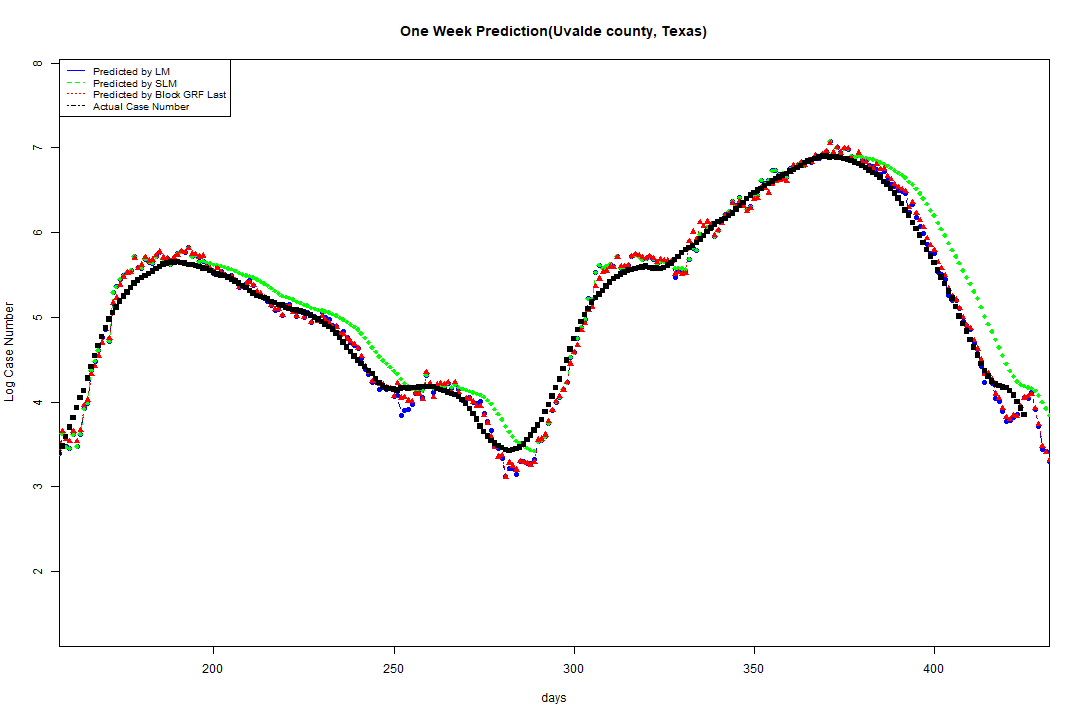 One Week Prediction(Uvalde county, Texas)
Predicted by LM
Predicted by SLM
Predicted by Block GRF Last
Actual Case Number
8
7
6
5
4
3
2
Log Case Number
200 250 300 350 400
days